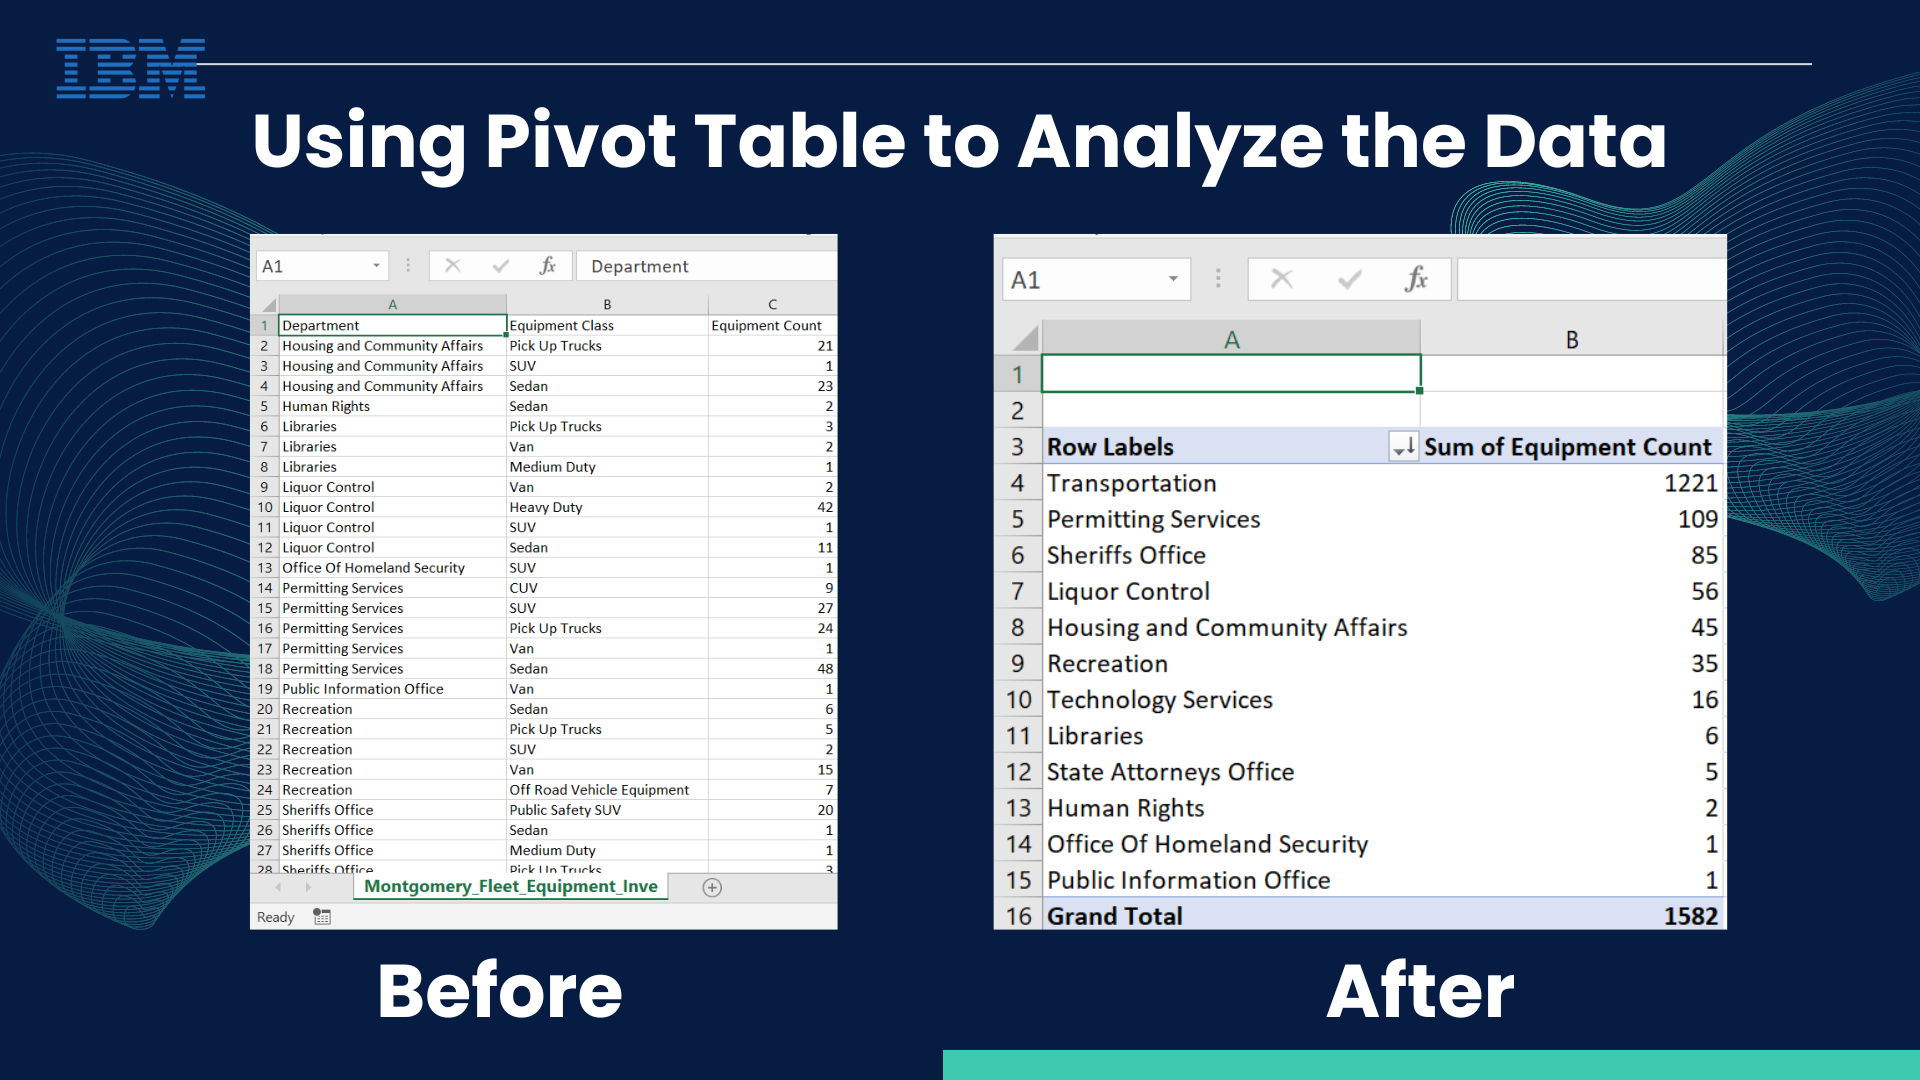 IBM
Using Pivot Table to Analyze the Data
A1 fx Department
A B C
1 Department Equipment Class Equipment Count
2 Housing and Community Affairs Pick Up Trucks 21
3 Housing and Community Affairs SUV 1
4 Housing and Community Affairs Sedan 23
5 Human Rights Sedan 2
6 Libraries Pick Up Trucks 3
7 Libraries Van 2
8 Libraries Medium Duty 1
9 Liquor Control Van 2
10 Liquor Control Heavy Duty 42
11 Liquor Control SUV 1
12 Liquor Control Sedan 11
13 Office Of Homeland Security SUV 1
14 Permitting Services CUV 9
15 Permitting Services SUV 27
16 Permitting Services Pick Up Trucks 24
17 Permitting Services Van 1
18 Permitting Services Sedan 48
19 Public Information Office Van 1
20 Recreation Sedan 6
21 Recreation Pick Up Trucks 5
22 Recreation SUV 2
23 Recreation Van 15
24 Recreation Off Road Vehicle Equipment 7
25 Sheriffs Office Public Safety SUV 20
26 Sheriffs Office Sedan 1
27 Sheriffs Office Medium Duty 1
28 Sheriffs Office Pick Up Trucks 3
Montgomery_Fleet_Equipment_Inve
Ready
A1 fx
A B
1
2
3 Row Labels Sum of Equipment Count
4 Transportation 1221
5 Permitting Services 109
6 Sheriffs Office 85
7 Liquor Control 56
8 Housing and Community Affairs 45
9 Recreation 35
10 Technology Services 16
11 Libraries 6
12 State Attorneys Office 5
13 Human Rights 2
14 Office Of Homeland Security 1
15 Public Information Office 1
16 Grand Total 1582
Before
After